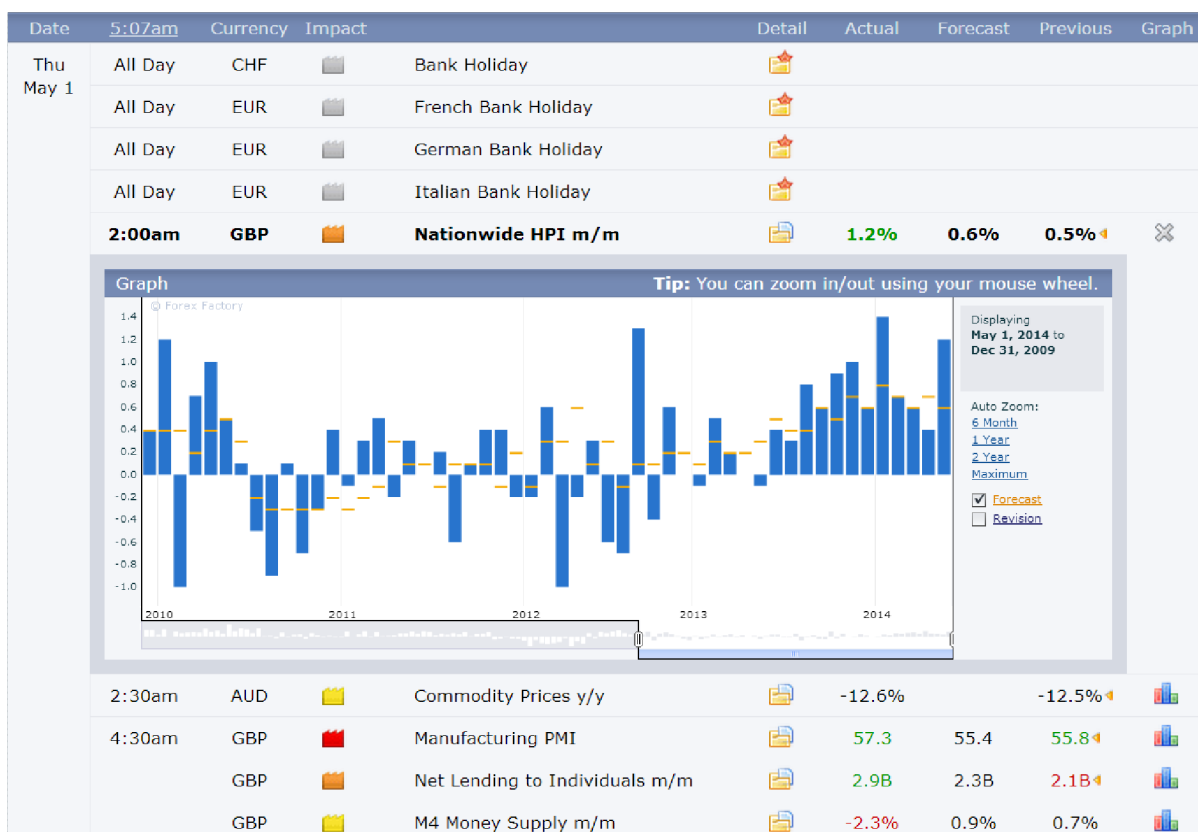 Date 5:07am Currency Impact Detail Actual Forecast Previous Graph
Thu All Day CHF Bank Holiday
May 1
All Day EUR French Bank Holiday
All Day EUR German Bank Holiday
All Day EUR Italian Bank Holiday
2:00am GBP Nationwide HPI m/m 1.2% 0.6% 0.5%
Graph Tip: You can zoom in/out using your mouse wheel.
© Forex Factory
1.4
1.2
1.0
0.8
0.6
0.4
0.2
0.0
-0.2
-0.4
-0.6
-0.8
-1.0
2010 2011 2012 2013 2014
Displaying
May 1, 2014 to
Dec 31, 2009
Auto Zoom:
6 Month
1 Year
2 Year
Maximum
Forecast
Revision
2:30am AUD Commodity Prices y/y -12.6% -12.5%
4:30am GBP Manufacturing PMI 57.3 55.4 55.8
GBP Net Lending to Individuals m/m 2.9B 2.3B 2.1B
GBP M4 Money Supply m/m -2.3% 0.9% 0.7%